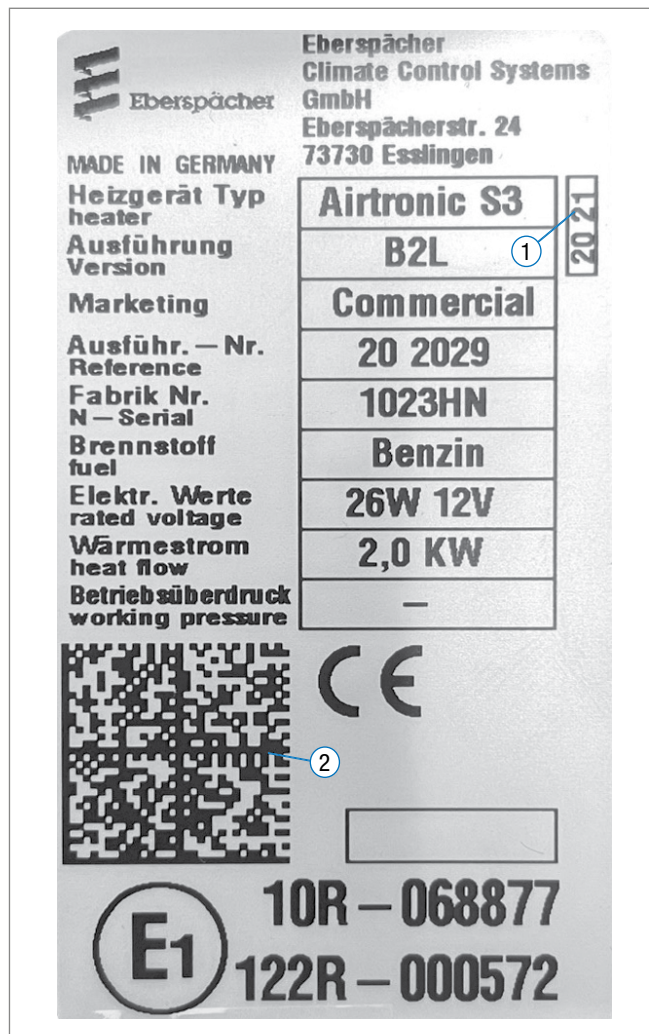 Eberspächer
Eberspächer
Climate Control Systems
GmbH
Eberspächerstr. 24
73730 Esslingen
MADE IN GERMANY
Heizgerät Typ
heater
Airtronic S3
20 21
1
Ausführung
Version
B2L
Marketing
Commercial
Ausführ. — Nr.
Reference
20 2029
Fabrik Nr.
N — Serial
1023HN
Brennstoff
fuel
Benzin
Elektr. Werte
rated voltage
26W 12V
Wärmestrom
heat flow
2,0 KW
Betriebsüberdruck
working pressure
–
CE
2
E1
10R – 068877
122R – 000572